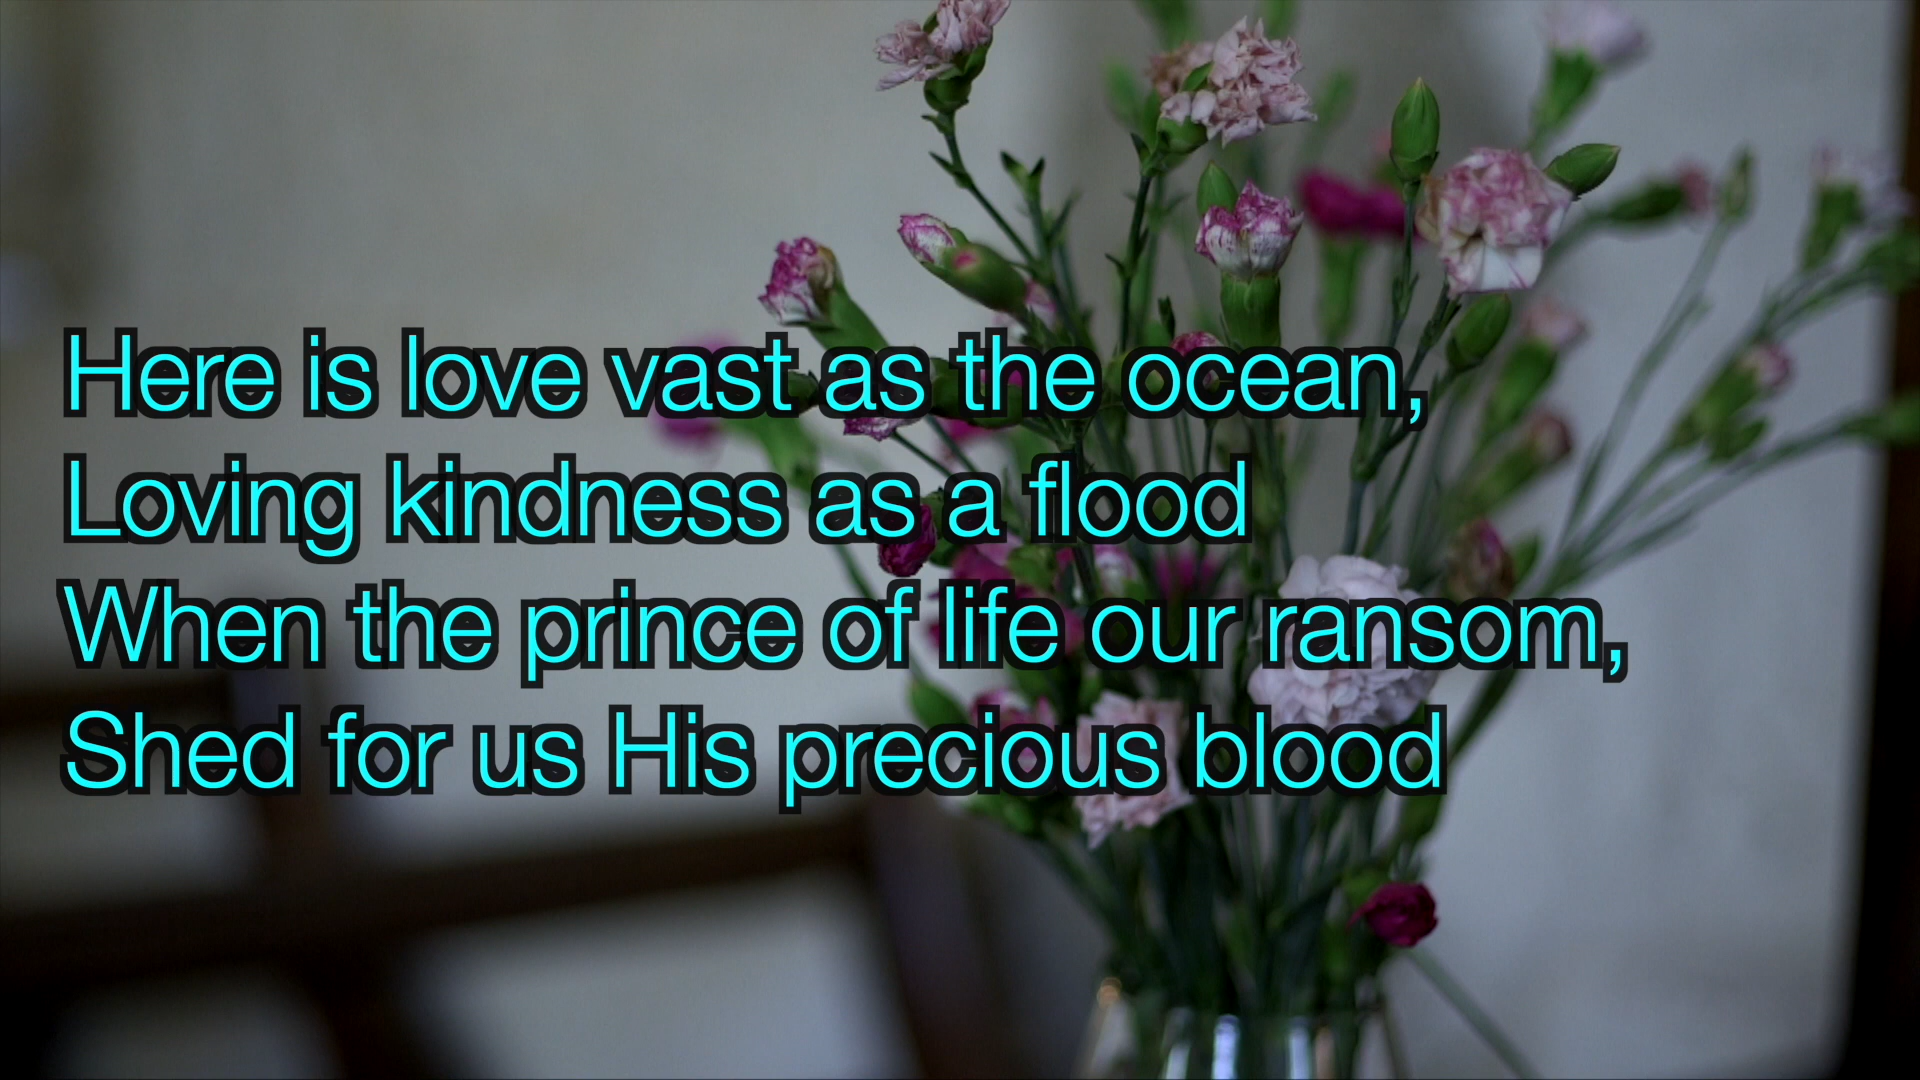 Here is love vast as the ocean,
Loving kindness as a flood
When the prince of life our ransom,
Shed for us His precious blood